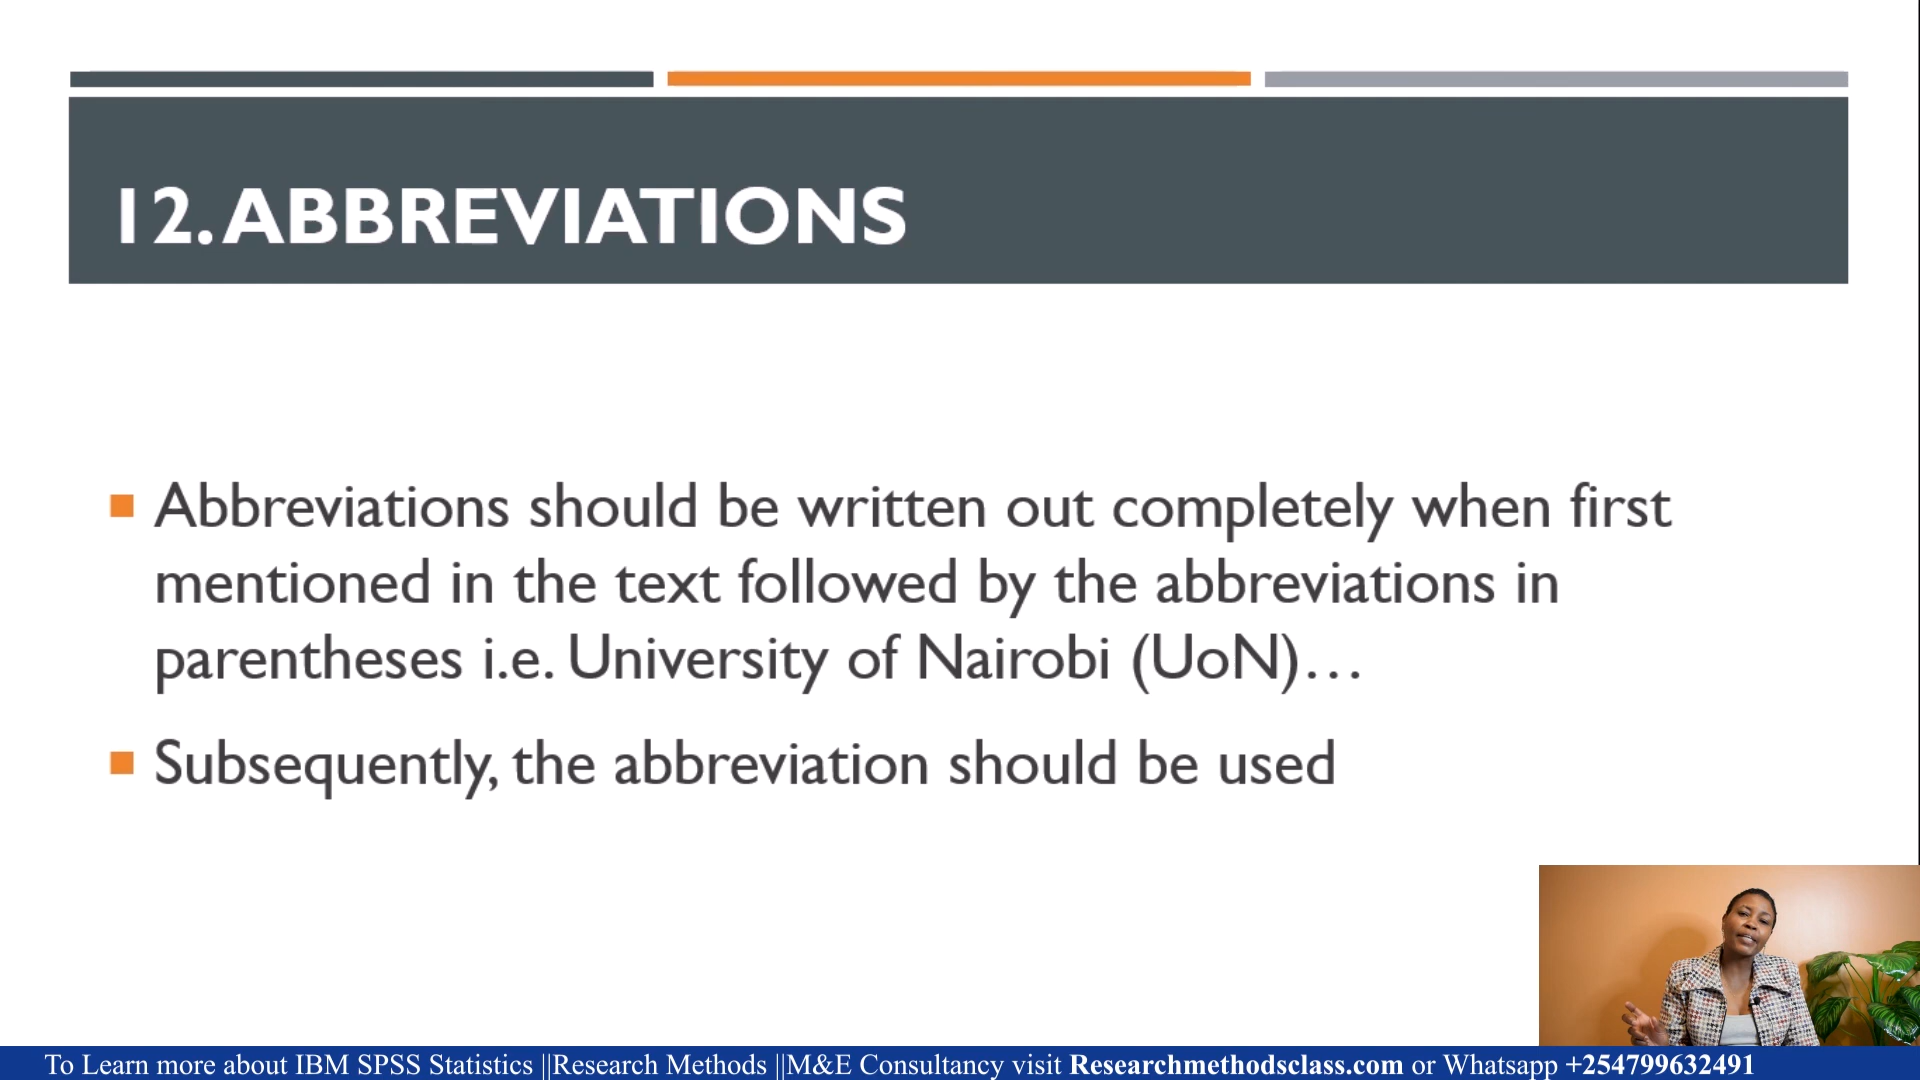 12. ABBREVIATIONS
Abbreviations should be written out completely when first
mentioned in the text followed by the abbreviations in
parentheses i.e. University of Nairobi (UoN)…
Subsequently, the abbreviation should be used
To Learn more about IBM SPSS Statistics ||Research Methods ||M&E Consultancy visit Researchmethodsclass.com or Whatsapp +254799632491